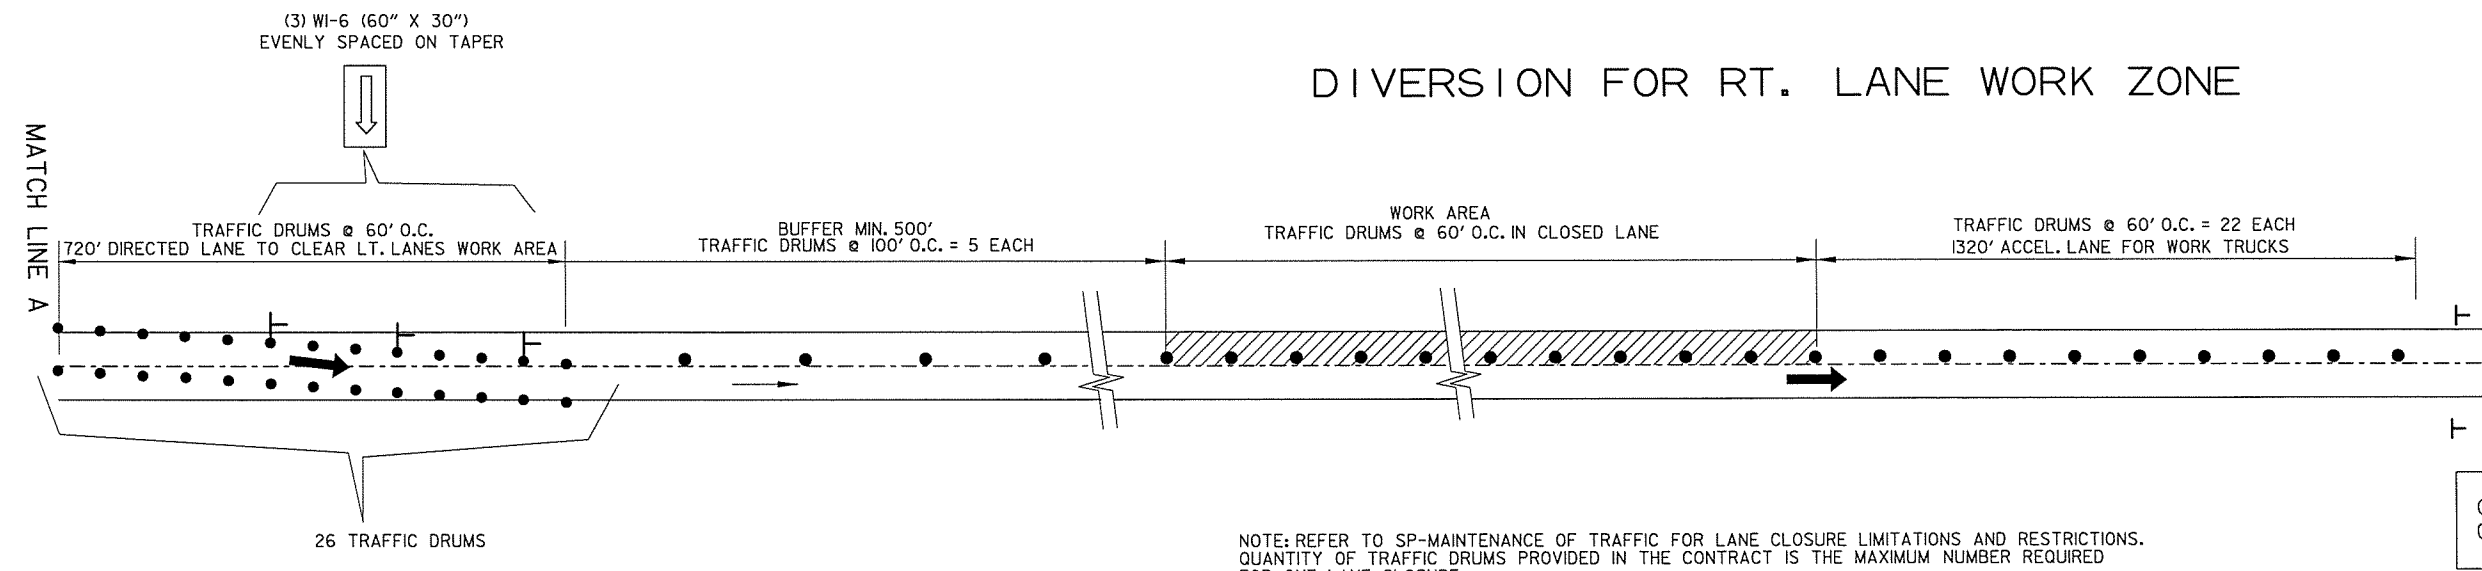 (3) WI-6 (60" X 30")
EVENLY SPACED ON TAPER
DIVERSION FOR RT. LANE WORK ZONE
MATCH LINE A
TRAFFIC DRUMS @ 60' O.C.
720' DIRECTED LANE TO CLEAR LT. LANES WORK AREA
BUFFER MIN. 500'
TRAFFIC DRUMS @ 100' O.C. = 5 EACH
WORK AREA
TRAFFIC DRUMS @ 60' O.C. IN CLOSED LANE
TRAFFIC DRUMS @ 60' O.C. = 22 EACH
1320' ACCEL. LANE FOR WORK TRUCKS
26 TRAFFIC DRUMS
NOTE: REFER TO SP-MAINTENANCE OF TRAFFIC FOR LANE CLOSURE LIMITATIONS AND RESTRICTIONS.
QUANTITY OF TRAFFIC DRUMS PROVIDED IN THE CONTRACT IS THE MAXIMUM NUMBER REQUIRED